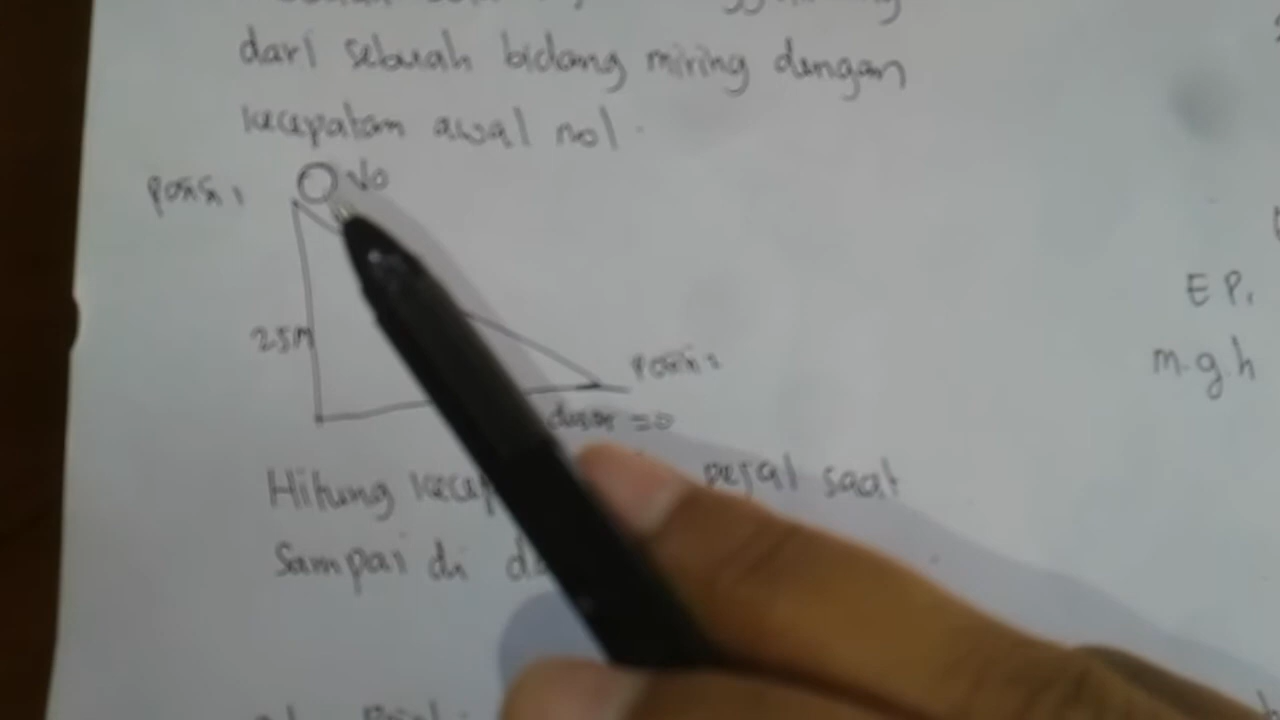 dari sebuah bidang miring dengan
kecepatan awal nol.
posisi 1
Vo
25M
posisi 2
dasar = 0
Hitung pejal saat
Sampai di
EP1
m.g.h